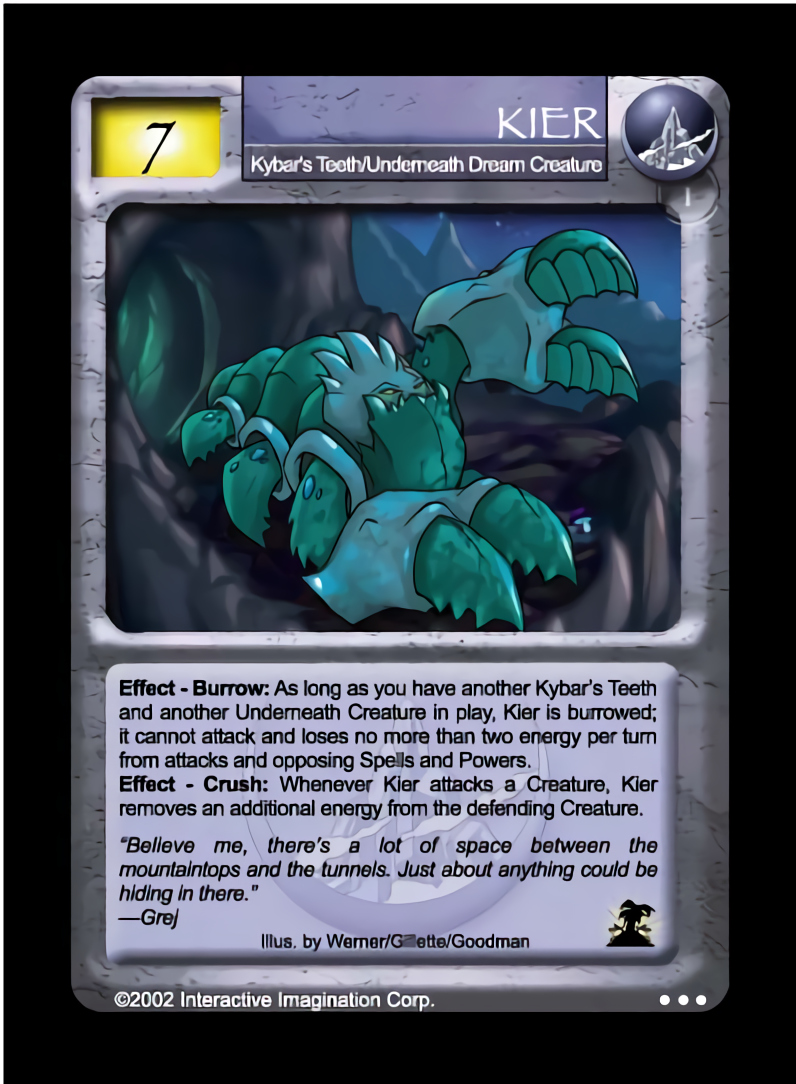 7
KIER
Kybar's Teeth/Underneath Dream Creature
1
Effect - Burrow: As long as you have another Kybar's Teeth
and another Underneath Creature in play, Kier is burrowed;
it cannot attack and loses no more than two energy per turn
from attacks and opposing Spells and Powers.
Effect - Crush: Whenever Kier attacks a Creature, Kier
removes an additional energy from the defending Creature.
"Believe me, there's a lot of space between the
mountaintops and the tunnels. Just about anything could be
hiding in there."
—Grej
Illus. by Werner/Gillette/Goodman
©2002 Interactive Imagination Corp.